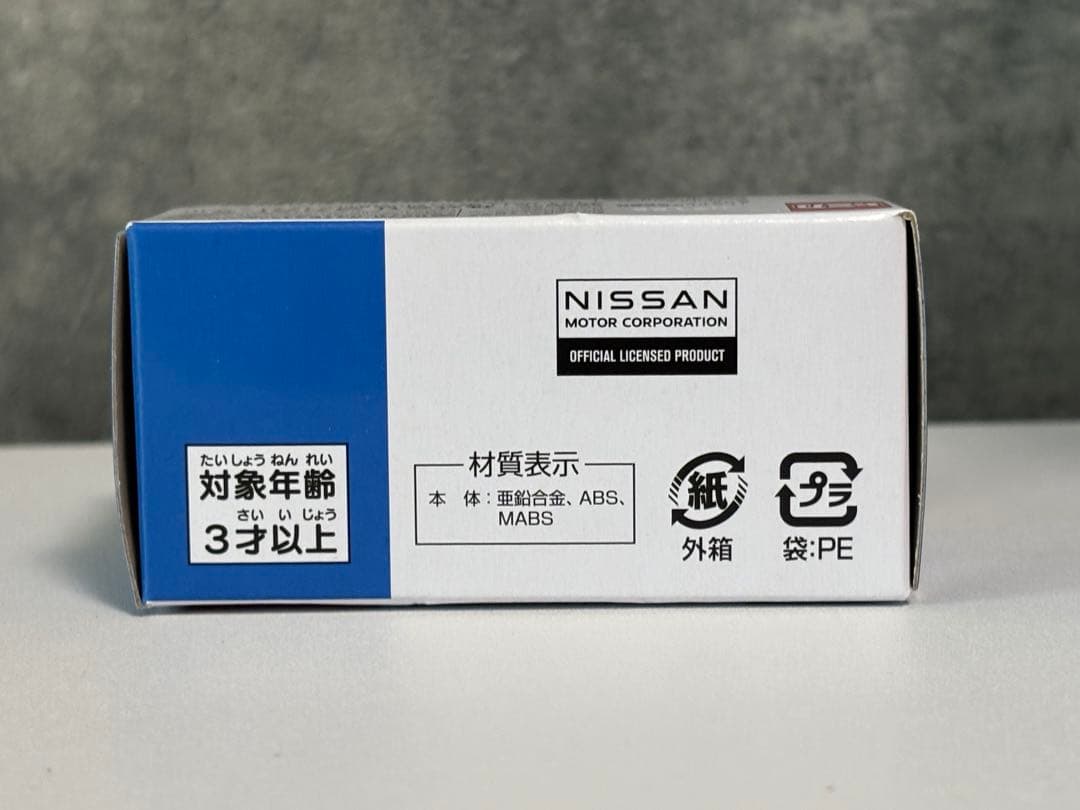 NISSAN
MOTOR CORPORATION
OFFICIAL LICENSED PRODUCT
たいしょう ねん れい
対象年齢
さい い じょう
3才以上
材質表示
本 体:亜鉛合金、ABS、
MABS
紙
外箱
プラ
袋:PE